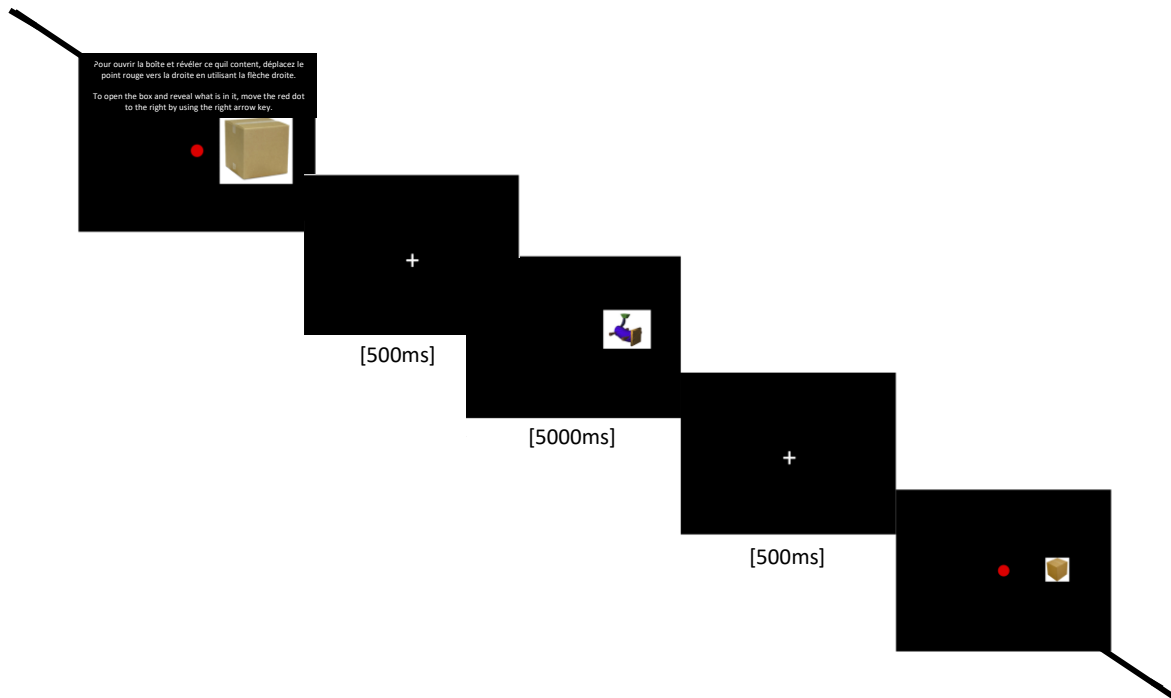 Pour ouvrir la boîte et révéler ce quil content, déplacez le
point rouge vers la droite en utilisant la flèche droite.
To open the box and reveal what is in it, move the red dot
to the right by using the right arrow key.
[500ms]
[5000ms]
[500ms]